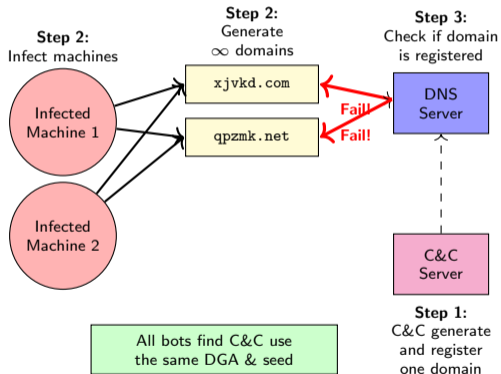 Step 2:
Infect machines
Step 2:
Generate
∞ domains
Step 3:
Check if domain
is registered
Infected
Machine 1
xjvkd.com
qpzmk.net
Fail!
Fail!
DNS
Server
Infected
Machine 2
C&C
Server
Step 1:
C&C generate
and register
one domain
All bots find C&C use
the same DGA & seed